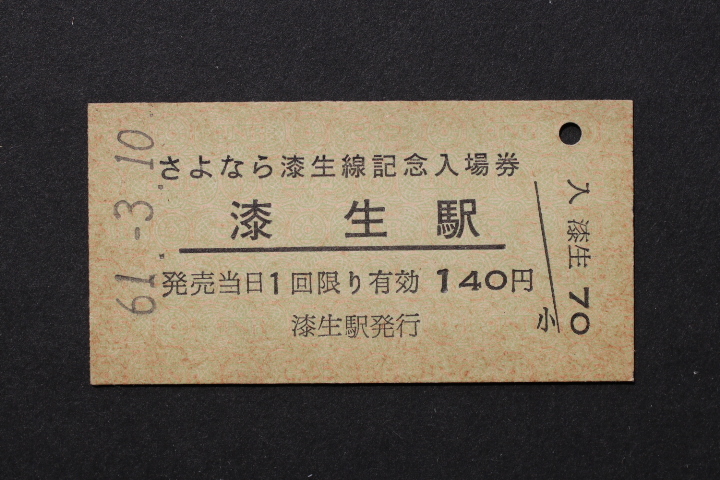 61.-3.10
さよなら漆生線記念入場券
漆生駅
発売当日1回限り有効 140円
漆生駅発行
入 漆生 70
小